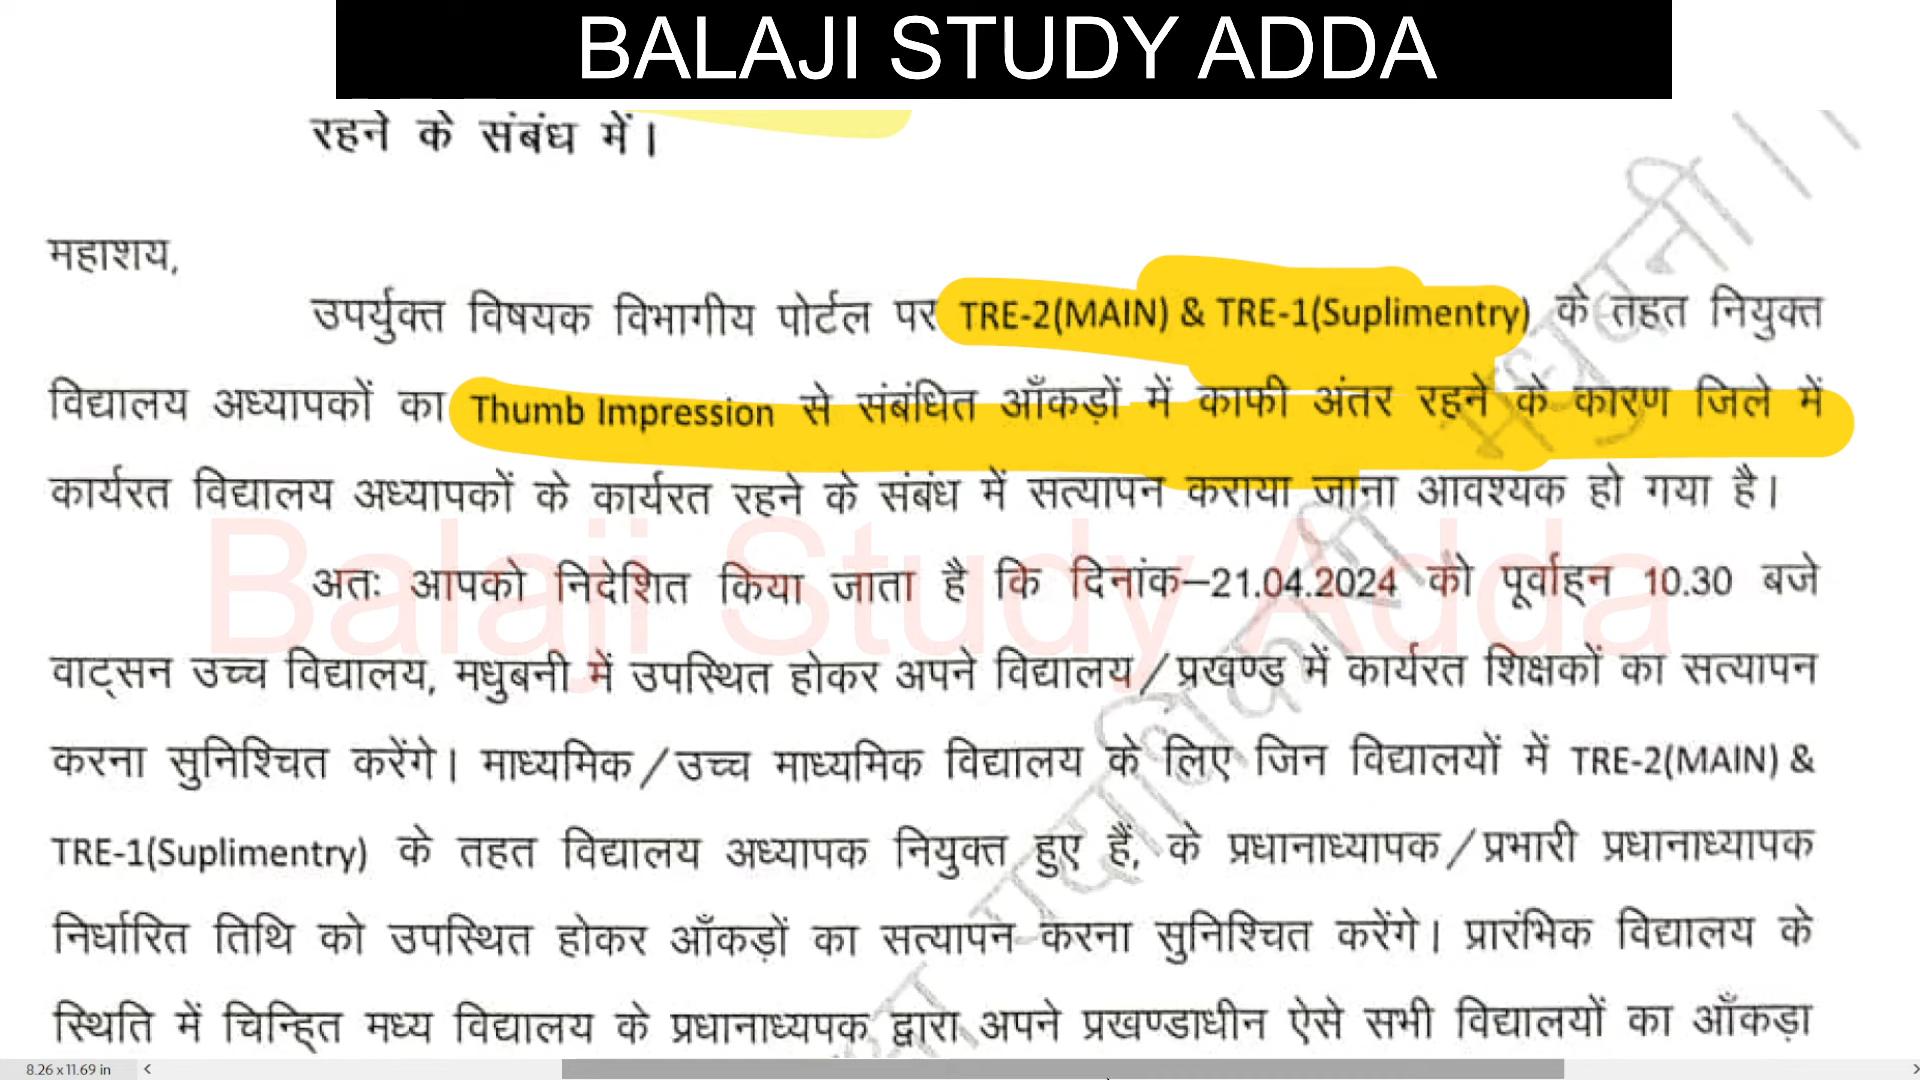 BALAJI STUDY ADDA
रहने के संबंध में।
महाशय,
उपर्युक्त विषयक विभागीय पोर्टल पर TRE-2(MAIN) & TRE-1(Suplimentry) के तहत नियुक्त
विद्यालय अध्यापकों का Thumb Impression से संबंधित आँकड़ों में काफी अंतर रहने के कारण जिले में
कार्यरत विद्यालय अध्यापकों के कार्यरत रहने के संबंध में सत्यापन कराया जाना आवश्यक हो गया है।
अतः आपको निदेशित किया जाता है कि दिनांक–21.04.2024 को पूर्वाह्न 10.30 बजे
वाट्सन उच्च विद्यालय, मधुबनी में उपस्थित होकर अपने विद्यालय/प्रखण्ड में कार्यरत शिक्षकों का सत्यापन
करना सुनिश्चित करेंगे। माध्यमिक/उच्च माध्यमिक विद्यालय के लिए जिन विद्यालयों में TRE-2(MAIN) &
TRE-1(Suplimentry) के तहत विद्यालय अध्यापक नियुक्त हुए हैं, के प्रधानाध्यापक/प्रभारी प्रधानाध्यापक
निर्धारित तिथि को उपस्थित होकर आँकड़ों का सत्यापन करना सुनिश्चित करेंगे। प्रारंभिक विद्यालय के
स्थिति में चिन्हित मध्य विद्यालय के प्रधानाध्यपक द्वारा अपने प्रखण्डाधीन ऐसे सभी विद्यालयों का आँकड़ा
Balaji Study Adda
पदाधिकारी मधुबनी।।
8.26 x 11.69 in